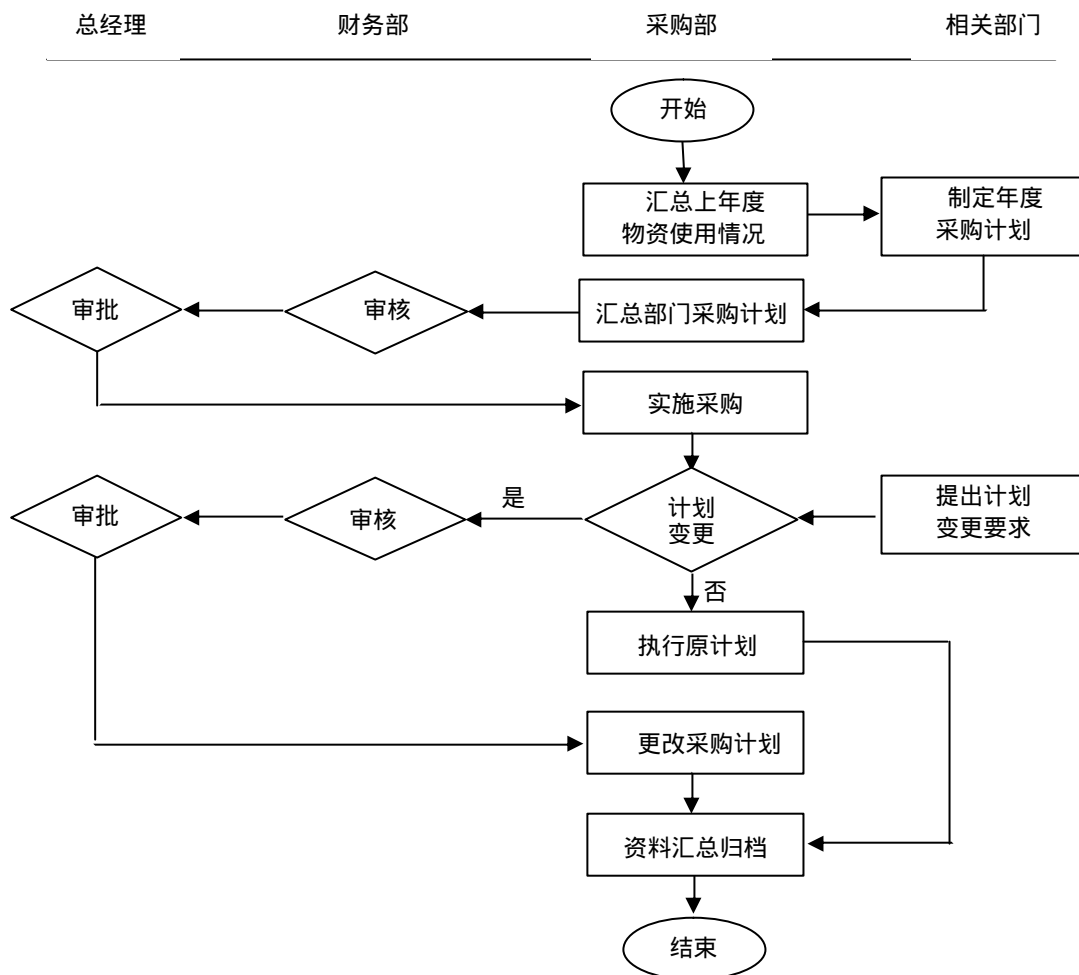 总经理
财务部
采购部
相关部门
开始
汇总上年度
物资使用情况
制定年度
采购计划
审批
审核
汇总部门采购计划
实施采购
审批
审核
是
计划
变更
提出计划
变更要求
否
执行原计划
更改采购计划
资料汇总归档
结束